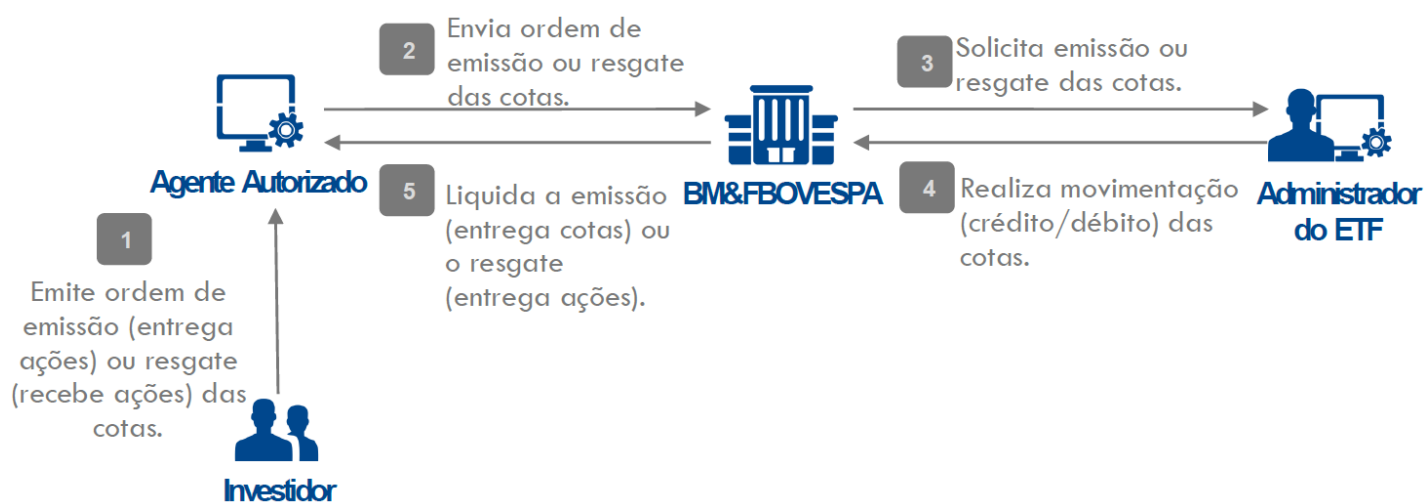 1
Emite ordem de
emissão (entrega
ações) ou resgate
(recebe ações) das
cotas.
Investidor
Agente Autorizado
2
Envia ordem de
emissão ou resgate
das cotas.
BM&FBOVESPA
3
Solicita emissão ou
resgate das cotas.
Administrador
do ETF
4
Realiza movimentação
(crédito/débito) das
cotas.
5
Liquida a emissão
(entrega cotas) ou
o resgate
(entrega ações).